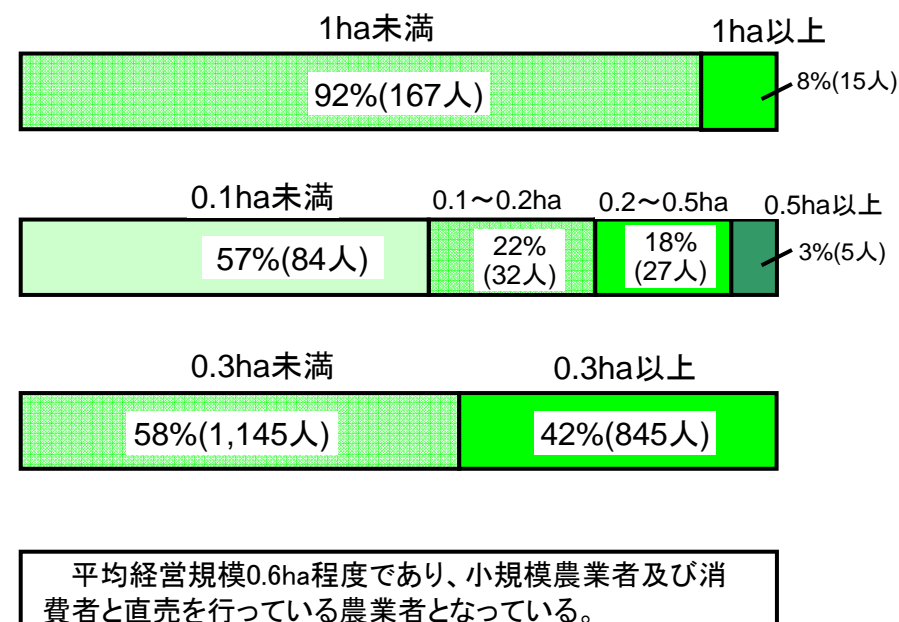 1ha未満 1ha以上
92%(167人) 8%(15人)
0.1ha未満 0.1～0.2ha 0.2～0.5ha 0.5ha以上
57%(84人) 22% 18% 3%(5人)
(32人) (27人)
0.3ha未満 0.3ha以上
58%(1,145人) 42%(845人)
平均経営規模0.6ha程度であり、小規模農業者及び消
費者と直売を行っている農業者となっている。